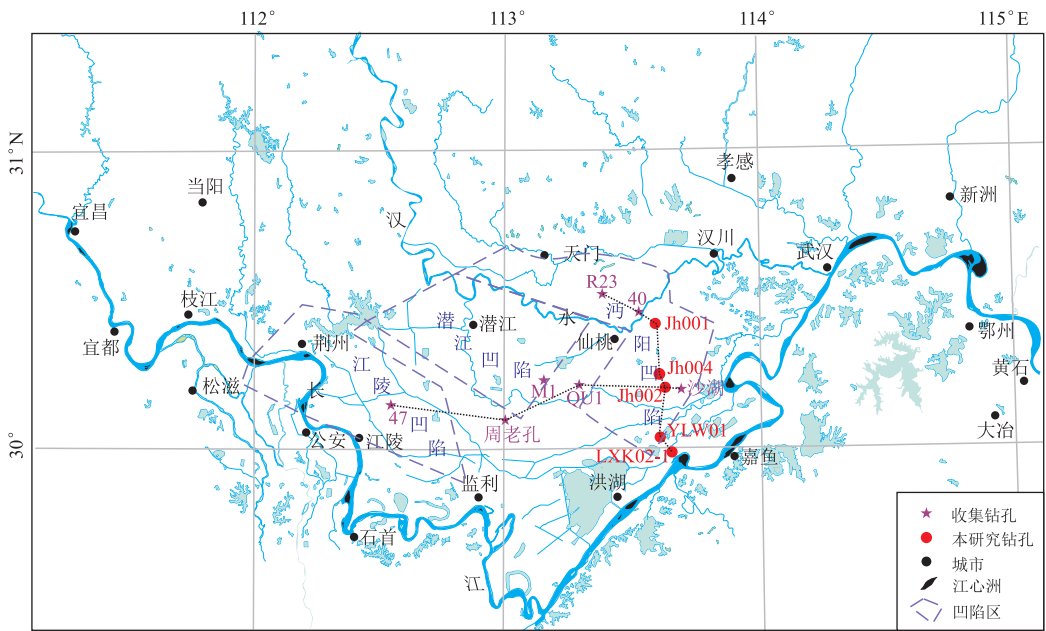 112°
113°
114°
115°E
31°N
30°
孝感
当阳
新洲
宜昌
汉
汉川
武汉
天门
R23
40
枝江
沔
Jh001
潜
潜江
水
仙桃
鄂州
宜都
荆州
江
阳
凹
江
Jh004
黄石
松滋
长
陵
陷
M1
QU1
凹
Jh002
沙湖
47
凹
周老孔
陷
YLW01
大冶
公安
江陵
陷
LXK02-1
嘉鱼
监利
洪湖
石首
江
收集钻孔
本研究钻孔
城市
江心洲
凹陷区